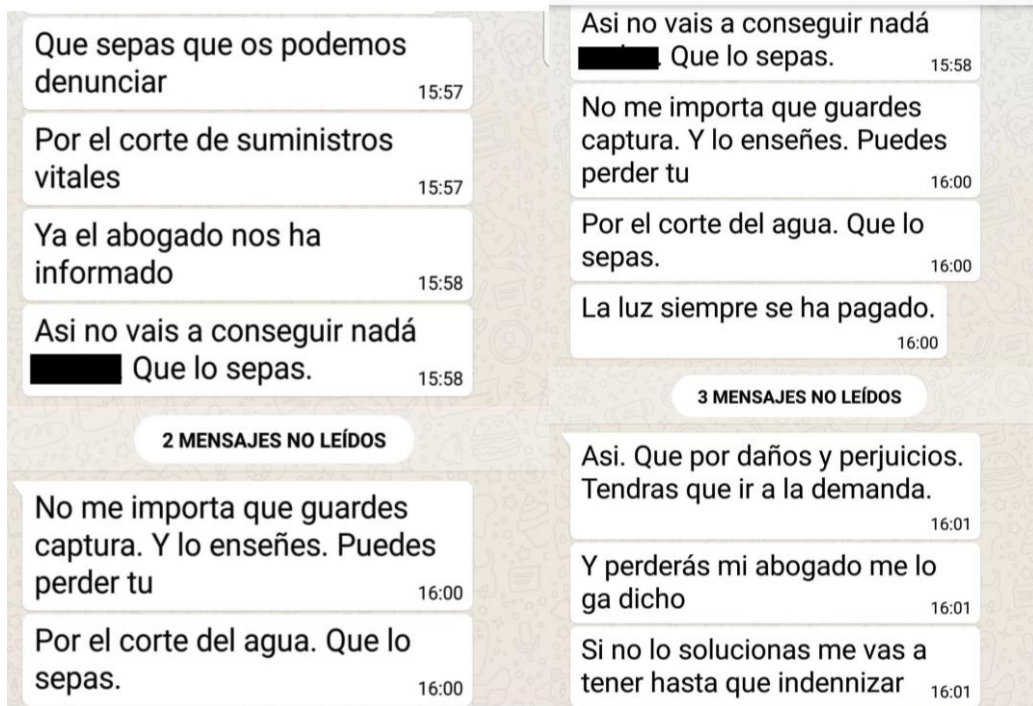 Que sepas que os podemos
denunciar
15:57
Por el corte de suministros
vitales
15:57
Ya el abogado nos ha
informado
15:58
Asi no vais a conseguir nadá
Que lo sepas.
15:58
2 MENSAJES NO LEÍDOS
No me importa que guardes
captura. Y lo enseñes. Puedes
perder tu
16:00
Por el corte del agua. Que lo
sepas.
16:00
Asi no vais a conseguir nadá
. Que lo sepas.
15:58
No me importa que guardes
captura. Y lo enseñes. Puedes
perder tu
16:00
Por el corte del agua. Que lo
sepas.
16:00
La luz siempre se ha pagado.
16:00
3 MENSAJES NO LEÍDOS
Asi. Que por daños y perjuicios.
Tendras que ir a la demanda.
16:01
Y perderás mi abogado me lo
ga dicho
16:01
Si no lo solucionas me vas a
tener hasta que indennizar
16:01